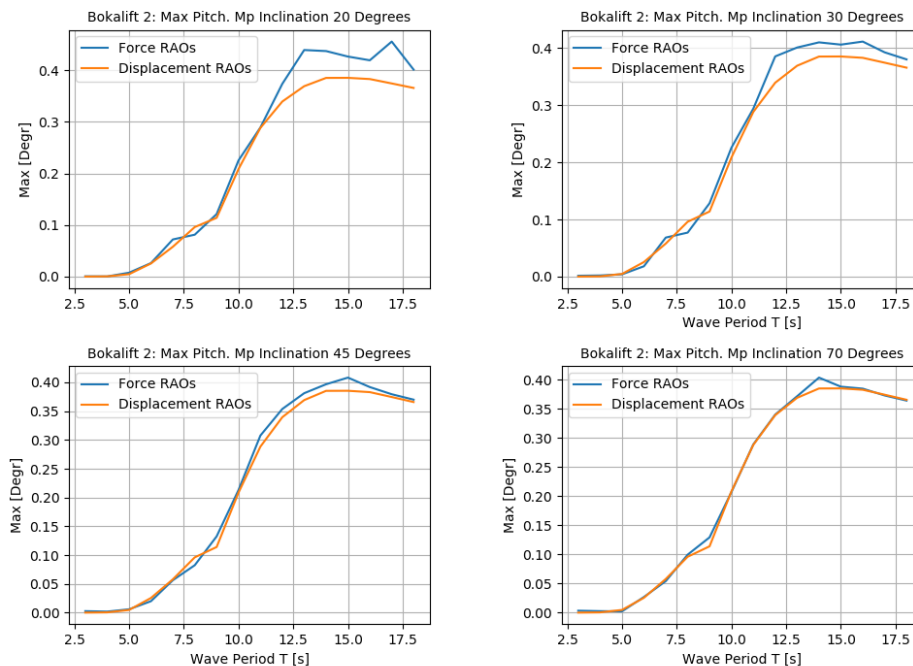 Bokalift 2: Max Pitch. Mp Inclination 20 Degrees
Force RAOs
Displacement RAOs
Max [Degr]
0.4
0.3
0.2
0.1
0.0
2.5 5.0 7.5 10.0 12.5 15.0 17.5
Bokalift 2: Max Pitch. Mp Inclination 30 Degrees
Force RAOs
Displacement RAOs
Max [Degr]
0.4
0.3
0.2
0.1
0.0
2.5 5.0 7.5 10.0 12.5 15.0 17.5
Wave Period T [s]
Bokalift 2: Max Pitch. Mp Inclination 45 Degrees
Force RAOs
Displacement RAOs
Max [Degr]
0.40
0.35
0.30
0.25
0.20
0.15
0.10
0.05
0.00
2.5 5.0 7.5 10.0 12.5 15.0 17.5
Wave Period T [s]
Bokalift 2: Max Pitch. Mp Inclination 70 Degrees
Force RAOs
Displacement RAOs
Max [Degr]
0.40
0.35
0.30
0.25
0.20
0.15
0.10
0.05
0.00
2.5 5.0 7.5 10.0 12.5 15.0 17.5
Wave Period T [s]